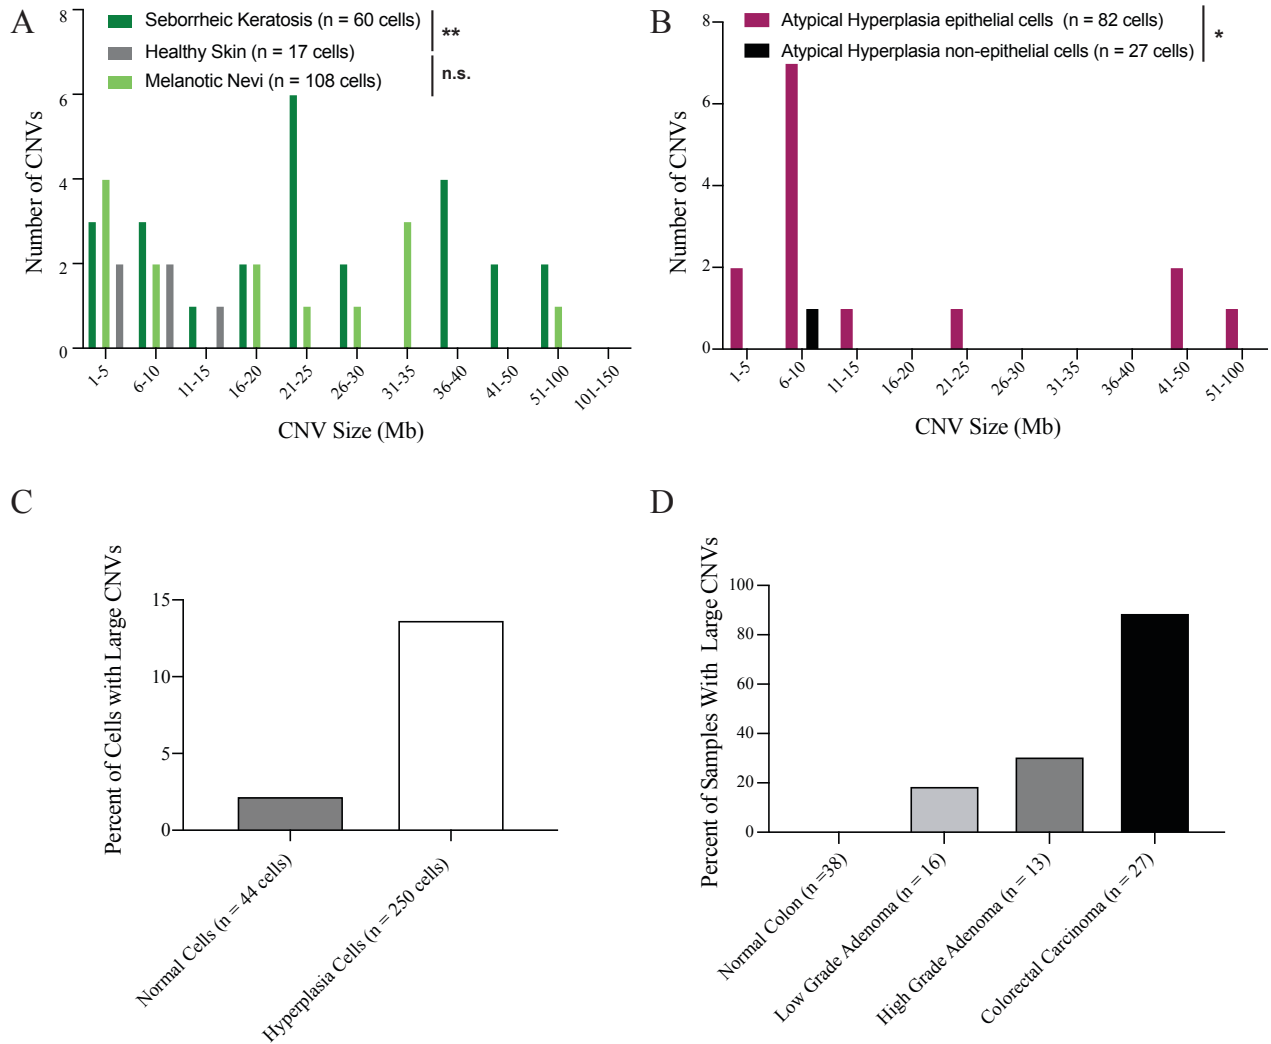 A
Seborrheic Keratosis (n = 60 cells)
Healthy Skin (n = 17 cells)
Melanotic Nevi (n = 108 cells)
**
n.s.
Number of CNVs
8
6
4
2
0
1-5
6-10
11-15
16-20
21-25
26-30
31-35
36-40
41-50
51-100
101-150
CNV Size (Mb)
B
Atypical Hyperplasia epithelial cells (n = 82 cells)
Atypical Hyperplasia non-epithelial cells (n = 27 cells)
*
Number of CNVs
8
6
4
2
0
1-5
6-10
11-15
16-20
21-25
26-30
31-35
36-40
41-50
51-100
CNV Size (Mb)
C
Percent of Cells with Large CNVs
15
10
5
0
Normal Cells (n = 44 cells)
Hyperplasia Cells (n = 250 cells)
D
Percent of Samples With Large CNVs
100
80
60
40
20
0
Normal Colon (n =38)
Low Grade Adenoma (n = 16)
High Grade Adenoma (n = 13)
Colorectal Carcinoma (n = 27)